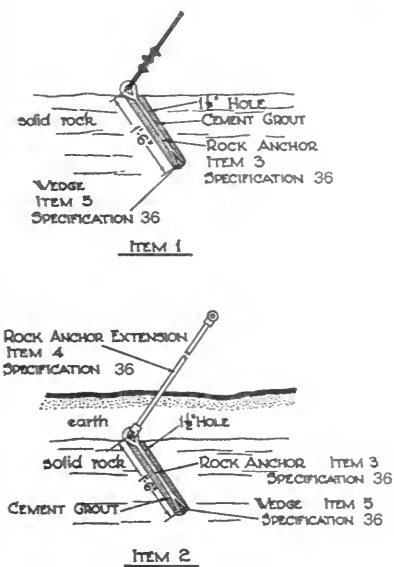 solid rock
1½" HOLE
CEMENT GROUT
ROCK ANCHOR
ITEM 3
SPECIFICATION 36
1'6"
WEDGE
ITEM 5
SPECIFICATION 36
ITEM 1
ROCK ANCHOR EXTENSION
ITEM 4
SPECIFICATION 36
earth
1½" HOLE
solid rock
ROCK ANCHOR ITEM 3
SPECIFICATION 36
1'6"
CEMENT GROUT
WEDGE ITEM 5
SPECIFICATION 36
ITEM 2